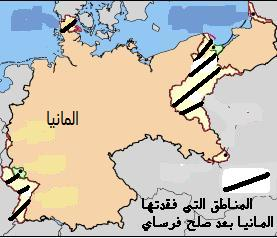 المانيا
المناطق التى فقدتها
المانيا بعد صلح فرساي